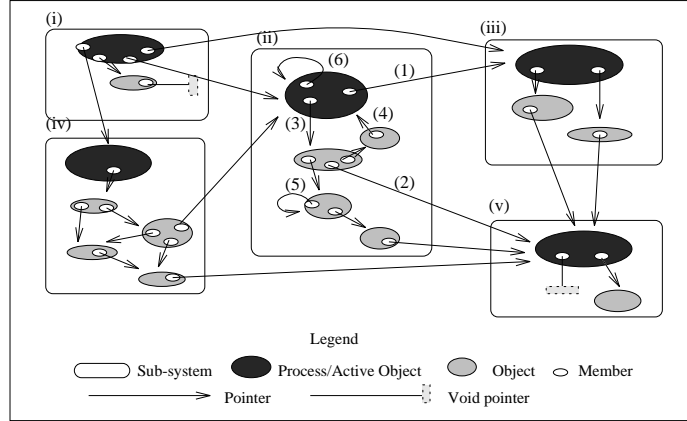 (i)
(ii)
(iii)
(6)
(1)
(3)
(4)
(iv)
(5)
(2)
(v)
Legend
Sub-system
Process/Active Object
Object
Member
Pointer
Void pointer